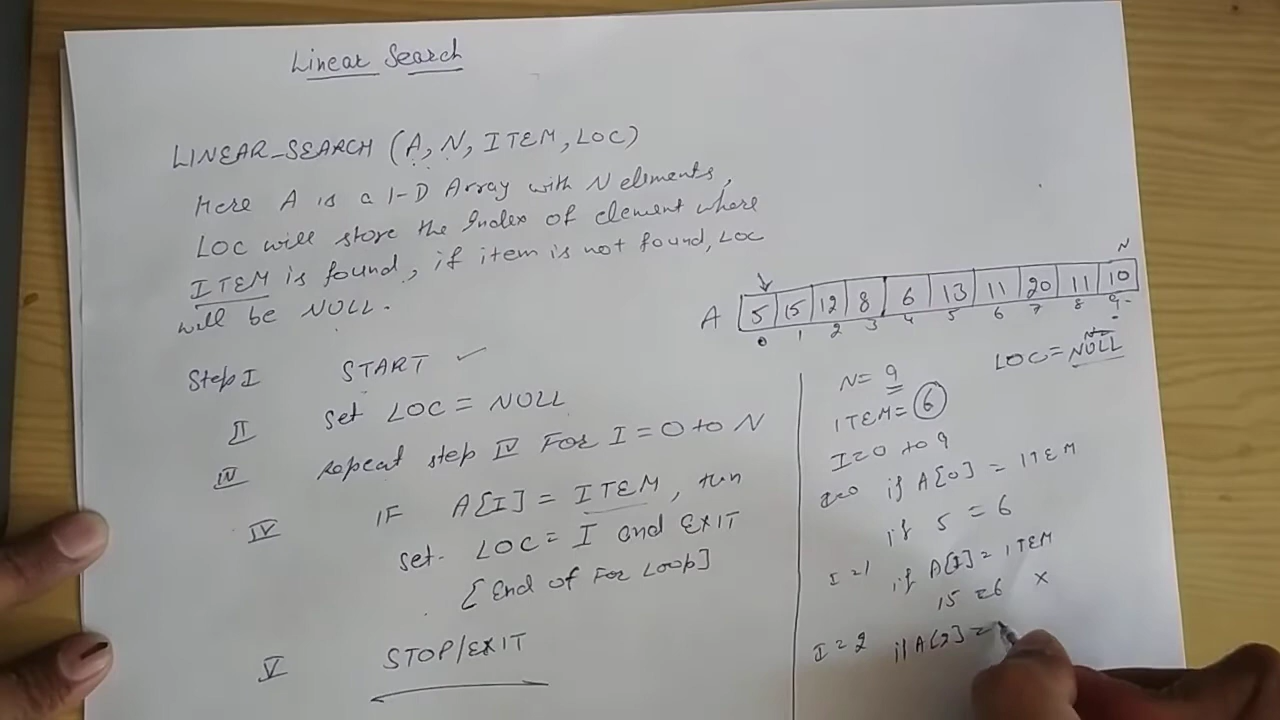 Linear Search
LINEAR_SEARCH (A, N, ITEM, LOC)
Here A is a 1-D Array with N elements,
LOC will store the Index of element where
ITEM is found, if item is not found, LOC
will be NULL.
Step I START ✓
II Set LOC = NULL
IV Repeat step IV For I = 0 to N
IV IF A[I] = ITEM, then
Set LOC = I and EXIT
[End of For Loop]
V STOP/EXIT
N
A 5 15 12 8 6 13 11 20 11 10
0 1 2 3 4 5 6 7 8 9
LOC = NULL
N = 9
ITEM = 6
I = 0 to 9
I=0 if A[0] = ITEM
if 5 = 6
I = 1 if A[1] = ITEM
15 = 6 x
I = 2 if A[2] =